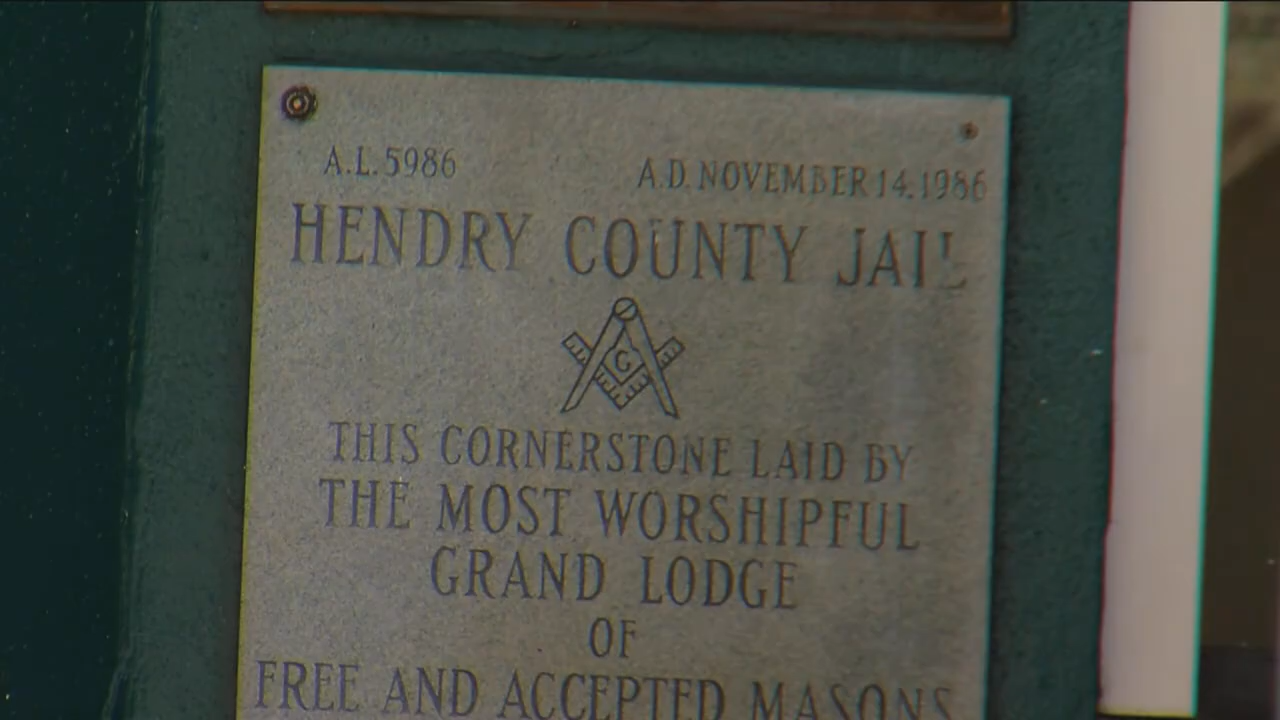 A.L. 5986 A.D. NOVEMBER 14, 1986
HENDRY COUNTY JAIL
G
THIS CORNERSTONE LAID BY
THE MOST WORSHIPFUL
GRAND LODGE
OF
FREE AND ACCEPTED MASONS